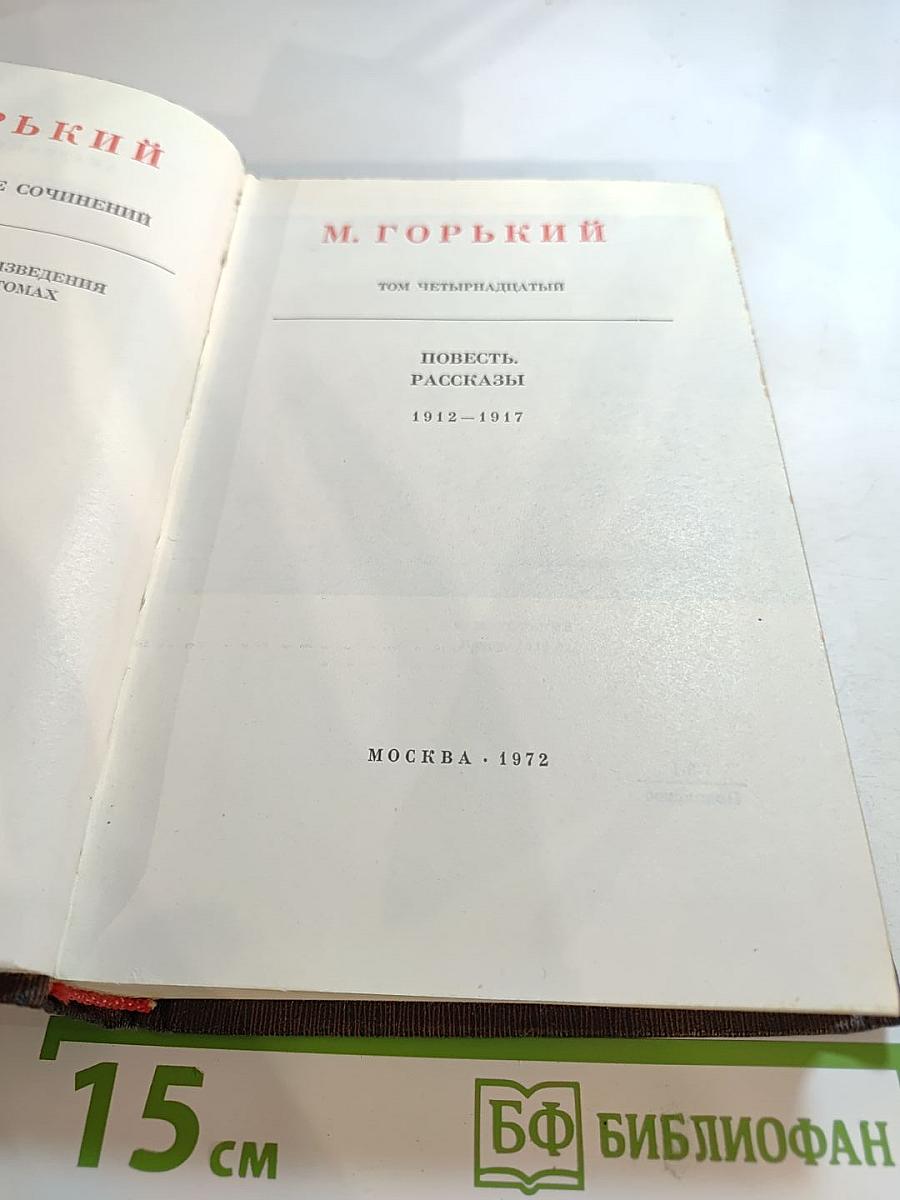 РЬКИЙ
Е СОЧИНЕНИЙ
ИЗВЕДЕНИЯ
ТОМАХ
М. ГОРЬКИЙ
ТОМ ЧЕТЫРНАДЦАТЫЙ
ПОВЕСТЬ.
РАССКАЗЫ
1912—1917
МОСКВА · 1972
15 см
БФ БИБЛИОФАН